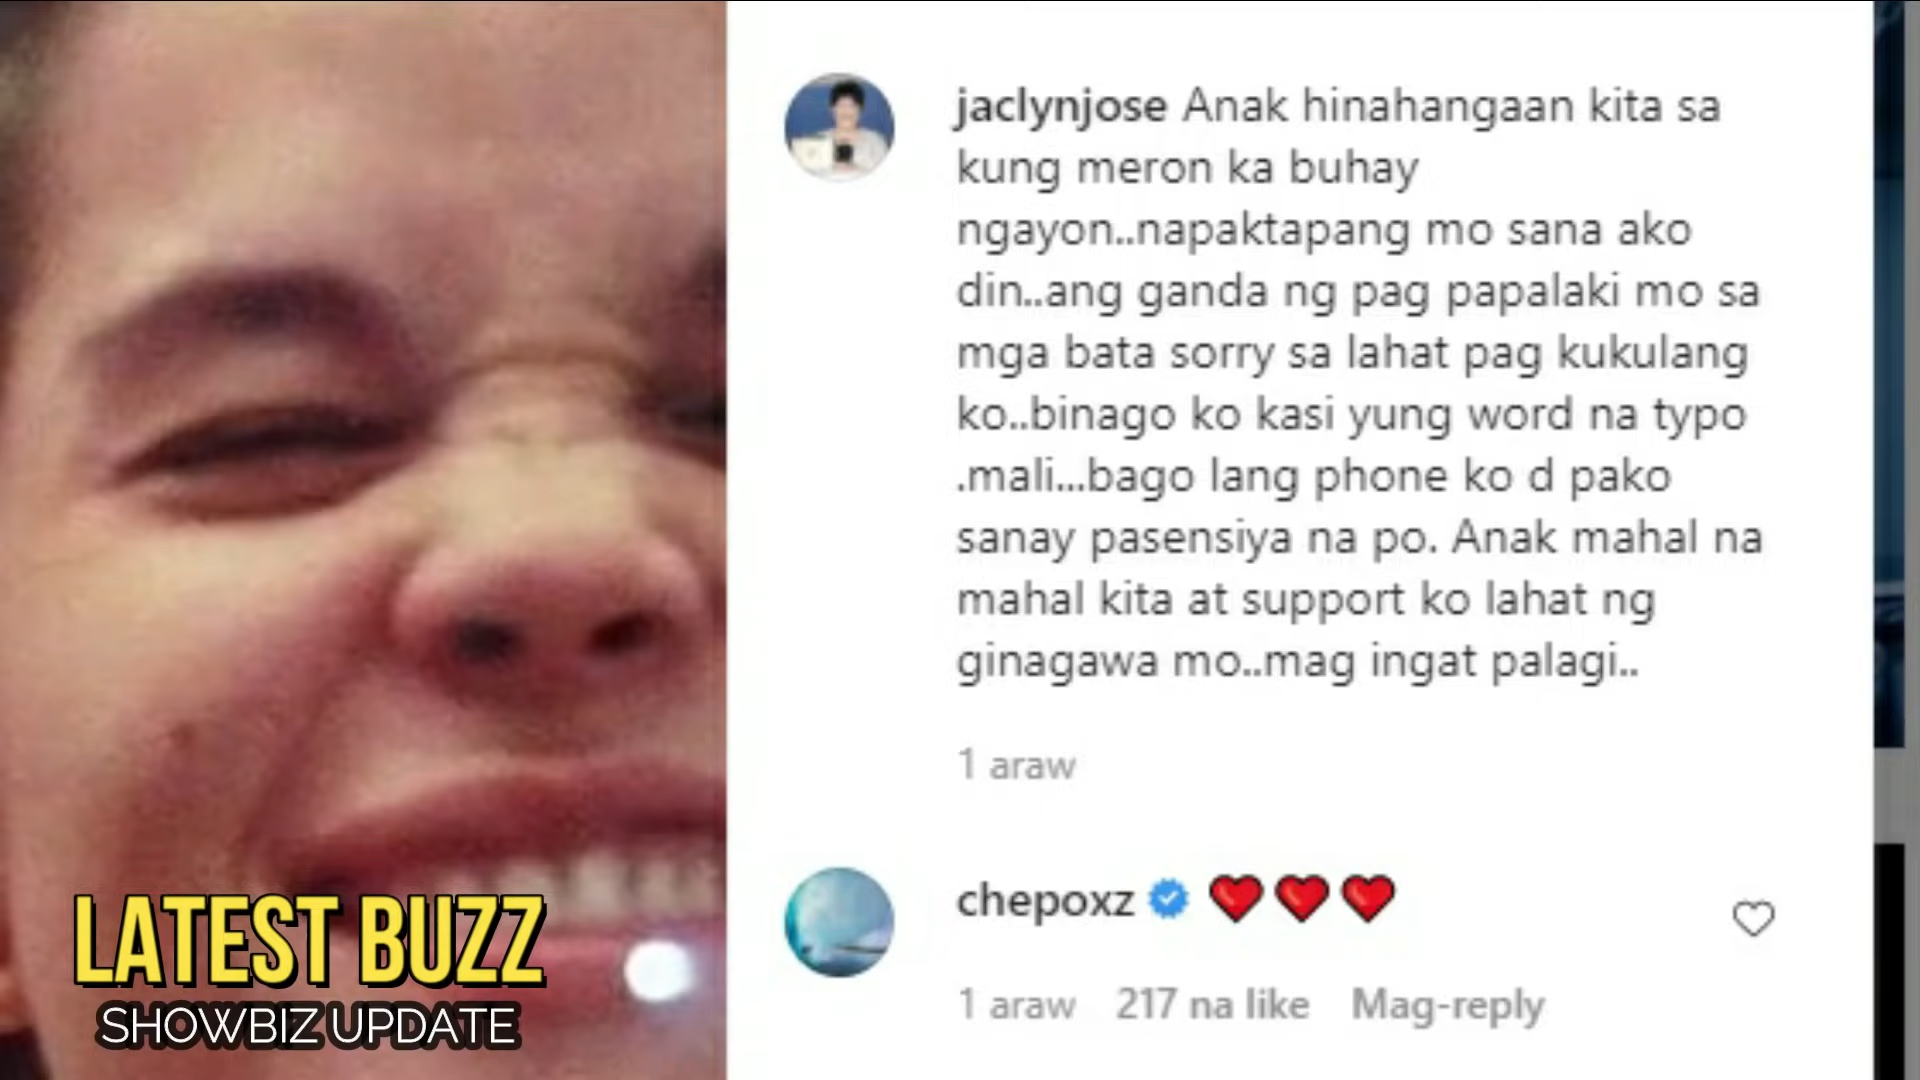 jaclynjose Anak hinahangaan kita sa
kung meron ka buhay
ngayon..napaktapang mo sana ako
din..ang ganda ng pag papalaki mo sa
mga bata sorry sa lahat pag kukulang
ko..binago ko kasi yung word na typo
.mali...bago lang phone ko d pako
sanay pasensiya na po. Anak mahal na
mahal kita at support ko lahat ng
ginagawa mo..mag ingat palagi..
1 araw
chepoxz ❤️❤️❤️
1 araw 217 na like Mag-reply
LATEST BUZZ
SHOWBIZ UPDATE